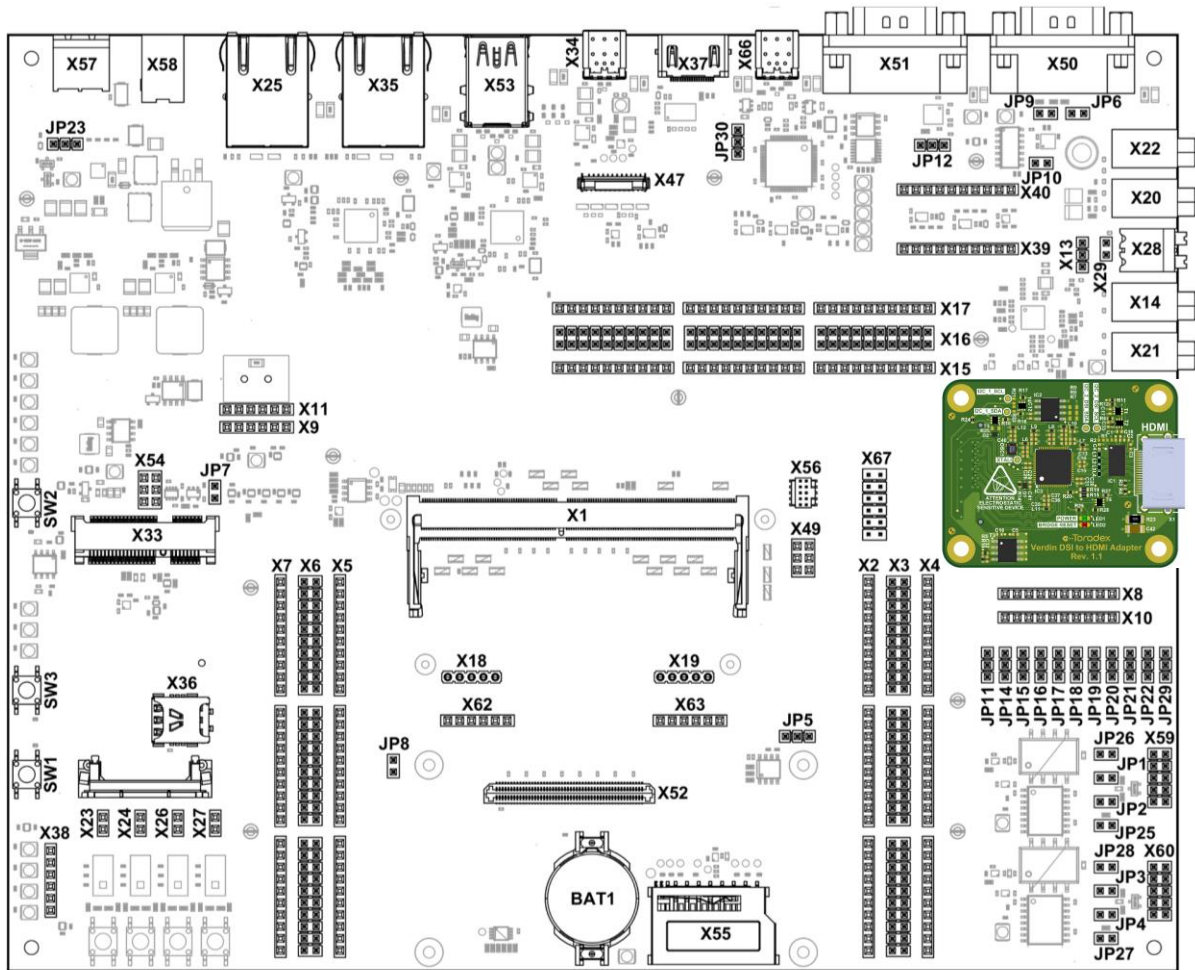 X57
X58
X25
X35
X53
X34
X37
X66
X51
X50
JP23
JP30
JP9
JP6
JP12
JP10
X22
X47
X40
X20
X39
X13
X29
X28
X17
X14
X16
X15
X21
X11
X9
X54
JP7
SW2
X33
X1
X56
X67
X49
HDMI
ATTENTION
ELECTROSTATIC
SENSITIVE DEVICE
Toradex
Verdin DSI to HDMI Adapter
Rev. 1.1
X7
X6
X5
X2
X3
X4
X8
X10
X18
X19
SW3
X36
X62
X63
JP11
JP14
JP15
JP16
JP17
JP18
JP19
JP20
JP21
JP22
JP29
JP5
JP8
JP26
X59
JP1
SW1
X52
JP2
X23
X24
X26
X27
JP25
X38
JP28
X60
JP3
BAT1
X55
JP4
JP27